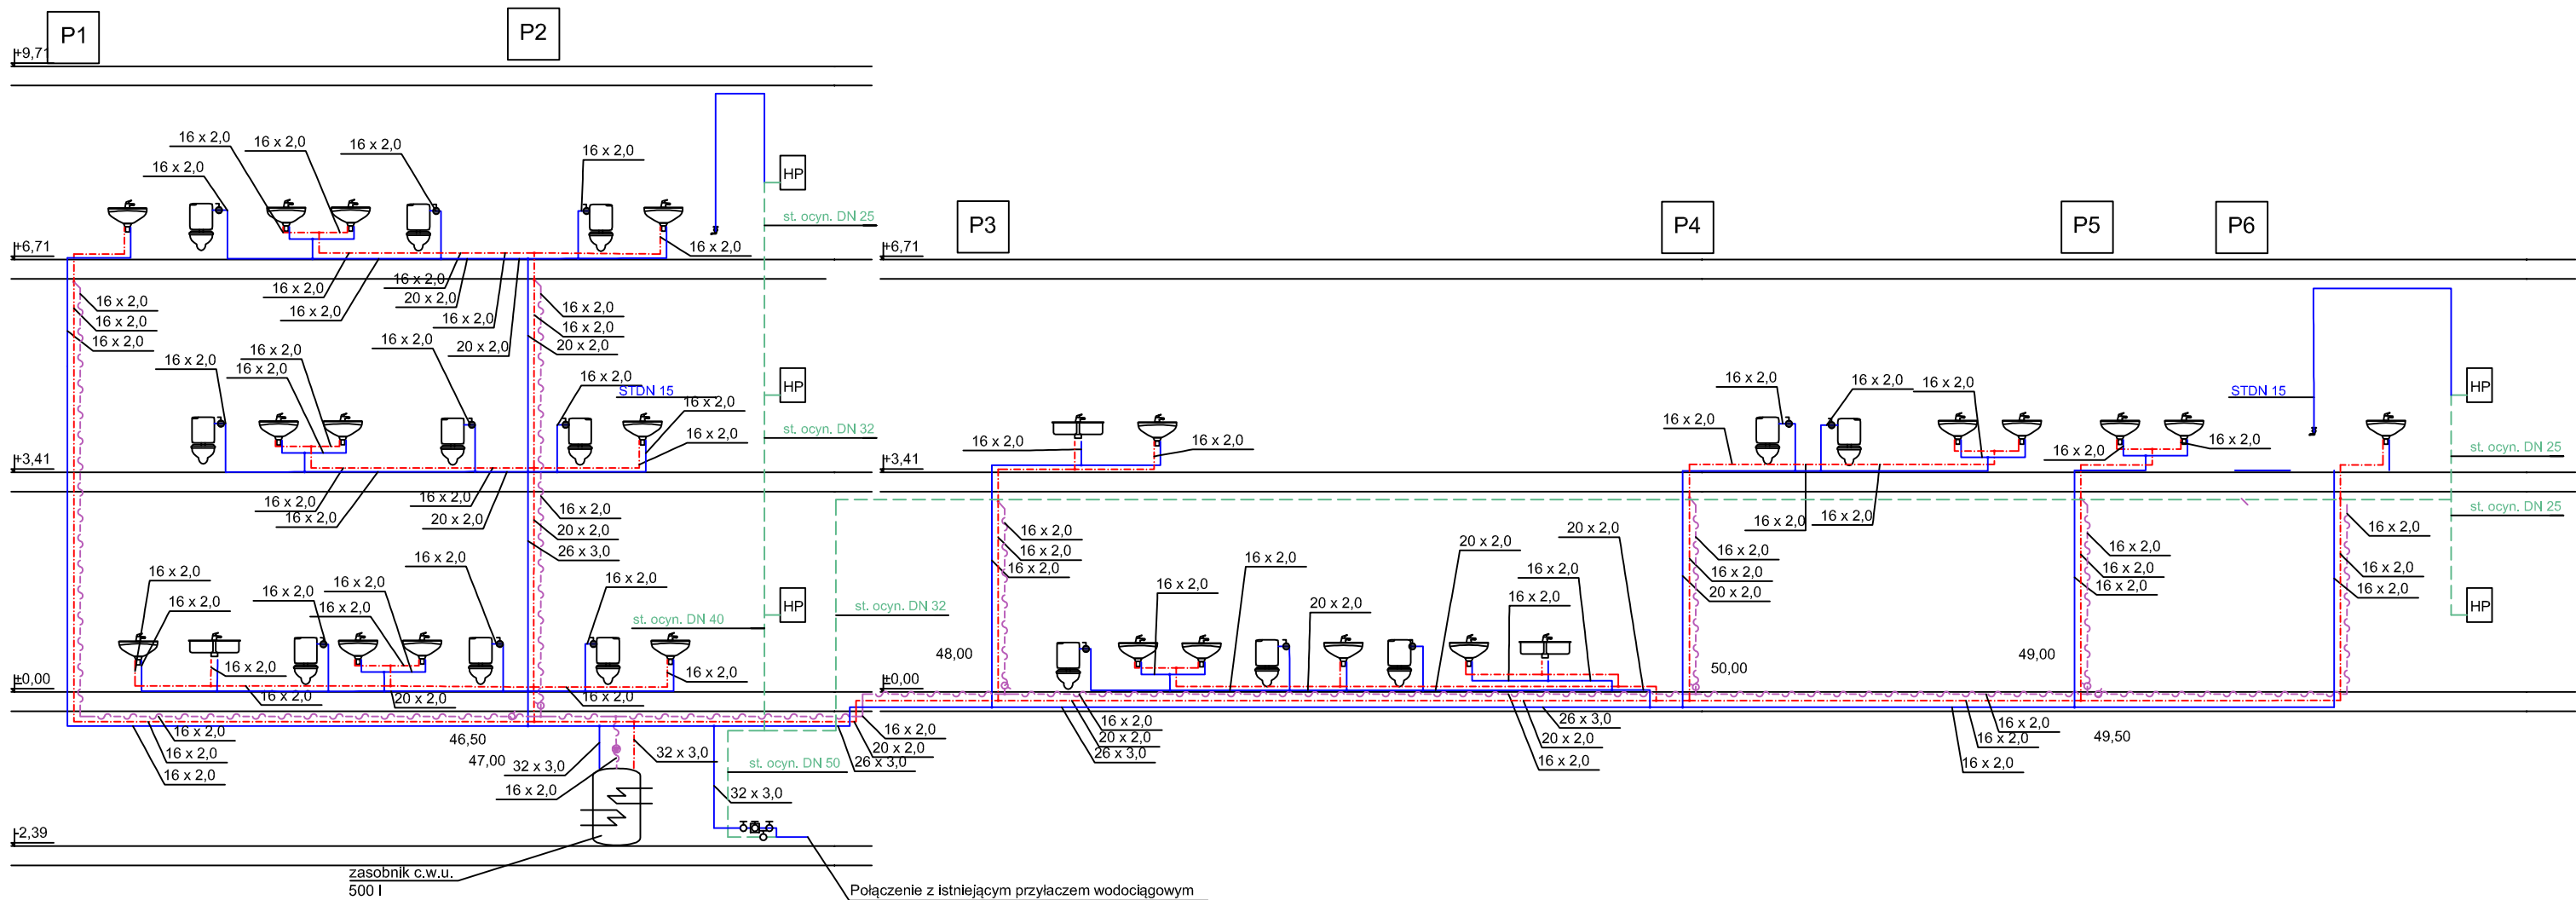 P1
P2
+9,71
16 x 2,0
16 x 2,0
16 x 2,0
16 x 2,0
16 x 2,0
HP
st. ocyn. DN 25
P3
P4
P5
P6
+6,71
16 x 2,0
+6,71
16 x 2,0
16 x 2,0
20 x 2,0
16 x 2,0
16 x 2,0
20 x 2,0
16 x 2,0
16 x 2,0
16 x 2,0
16 x 2,0
16 x 2,0
20 x 2,0
16 x 2,0
16 x 2,0
16 x 2,0
16 x 2,0
16 x 2,0
STDN 15
16 x 2,0
16 x 2,0
HP
st. ocyn. DN 32
16 x 2,0
16 x 2,0
16 x 2,0
16 x 2,0
16 x 2,0
16 x 2,0
16 x 2,0
16 x 2,0
STDN 15
HP
st. ocyn. DN 25
+3,41
+3,41
16 x 2,0
16 x 2,0
16 x 2,0
20 x 2,0
16 x 2,0
20 x 2,0
26 x 3,0
16 x 2,0
16 x 2,0
st. ocyn. DN 25
16 x 2,0
16 x 2,0
16 x 2,0
16 x 2,0
16 x 2,0
20 x 2,0
16 x 2,0
16 x 2,0
16 x 2,0
16 x 2,0
16 x 2,0
16 x 2,0
16 x 2,0
16 x 2,0
16 x 2,0
16 x 2,0
16 x 2,0
16 x 2,0
16 x 2,0
HP
st. ocyn. DN 40
st. ocyn. DN 32
16 x 2,0
16 x 2,0
20 x 2,0
20 x 2,0
20 x 2,0
16 x 2,0
16 x 2,0
HP
16 x 2,0
16 x 2,0
48,00
50,00
49,00
±0,00
±0,00
16 x 2,0
20 x 2,0
16 x 2,0
16 x 2,0
16 x 2,0
16 x 2,0
46,50
47,00
32 x 3,0
16 x 2,0
32 x 3,0
st. ocyn. DN 50
32 x 3,0
16 x 2,0
20 x 2,0
26 x 3,0
16 x 2,0
20 x 2,0
26 x 3,0
26 x 3,0
20 x 2,0
16 x 2,0
16 x 2,0
16 x 2,0
16 x 2,0
49,50
-2,39
zasobnik c.w.u.
500 l
Połączenie z istniejącym przyłaczem wodociągowym